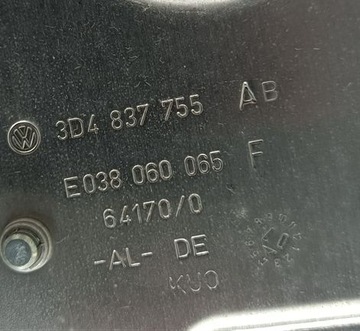 3D4 837 755 AB
E038 060 065 F
64170/0
-AL- DE
KUO